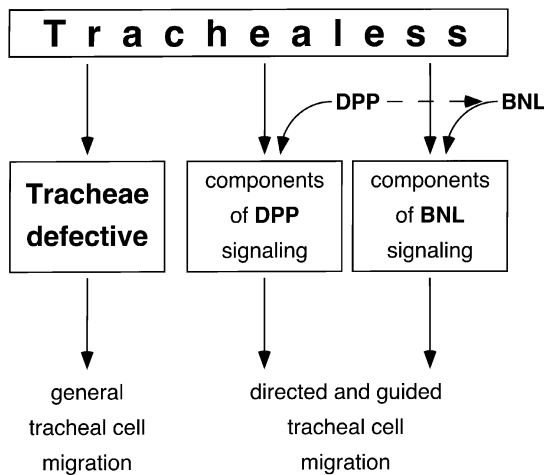 Trachealess
DPP
BNL
Tracheae
defective
components
of DPP
signaling
components
of BNL
signaling
general
tracheal cell
migration
directed and guided
tracheal cell
migration